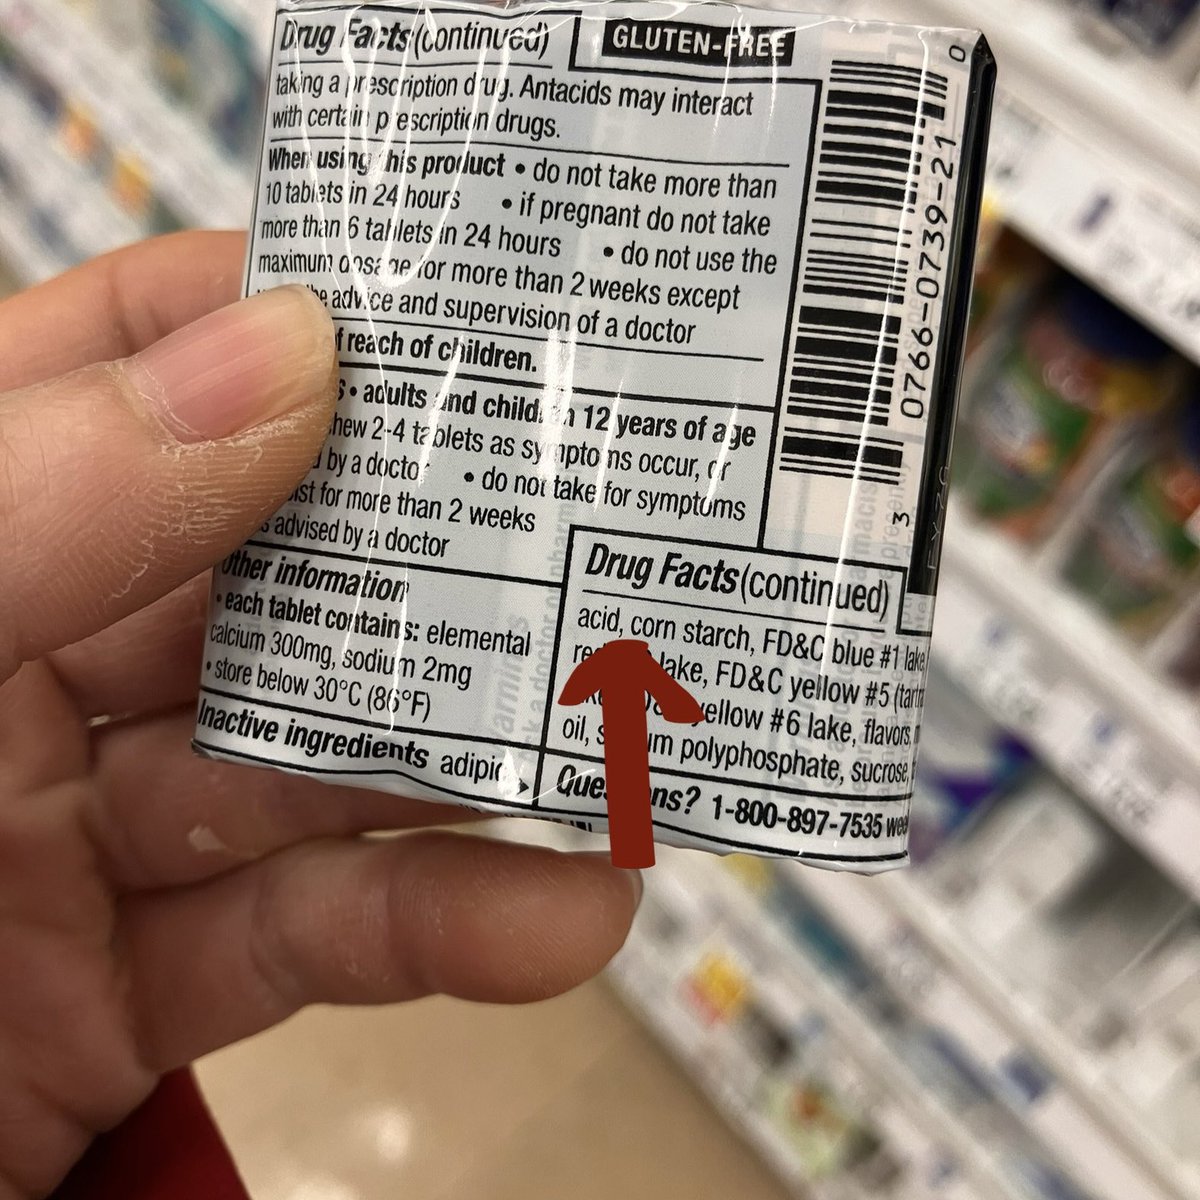 Drug Facts (continued)
GLUTEN-FREE
taking a prescription drug. Antacids may interact
with certain prescription drugs.
When using this product • do not take more than
10 tablets in 24 hours • if pregnant do not take
more than 6 tablets in 24 hours • do not use the
maximum dosage for more than 2 weeks except
advice and supervision of a doctor
reach of children.
• adults and children 12 years of age
2-4 tablets as symptoms occur, or
by a doctor • do not take for symptoms
for more than 2 weeks
advised by a doctor
Other information
• each tablet contains: elemental
calcium 300mg, sodium 2mg
• store below 30°C (86°F)
Inactive ingredients adipic
Drug Facts (continued)
acid, corn starch, FD&C blue #1 lake
lake, FD&C yellow #5
yellow #6 lake, flavors,
oil, polyphosphate, sucrose,
Questions? 1-800-897-7535
3 0766-0739-21 0